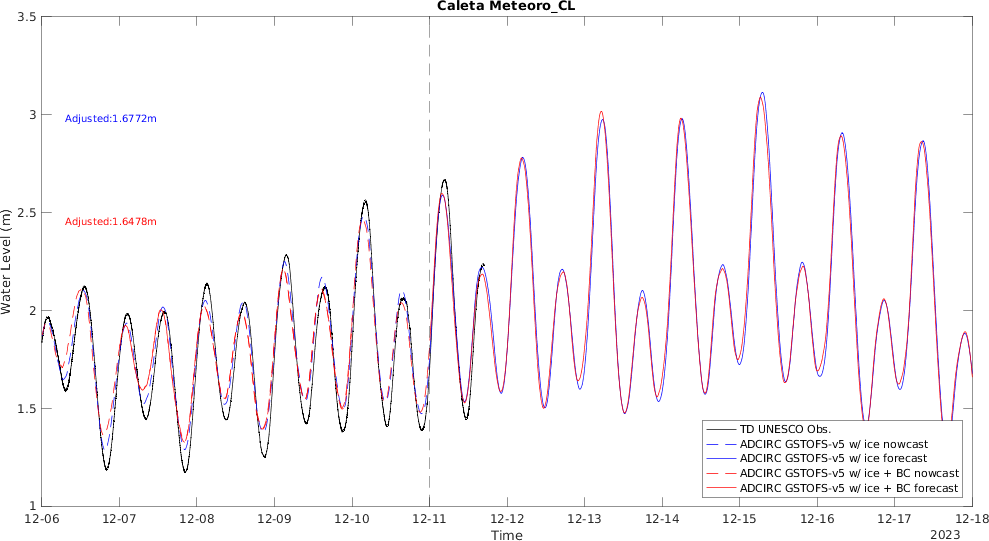 Caleta Meteoro_CL
3.5
3
2.5
2
1.5
1
Water Level (m)
Adjusted:1.6772m
Adjusted:1.6478m
TD UNESCO Obs.
ADCIRC GSTOFS-v5 w/ ice nowcast
ADCIRC GSTOFS-v5 w/ ice forecast
ADCIRC GSTOFS-v5 w/ ice + BC nowcast
ADCIRC GSTOFS-v5 w/ ice + BC forecast
12-06 12-07 12-08 12-09 12-10 12-11 12-12 12-13 12-14 12-15 12-16 12-17 12-18
Time
2023